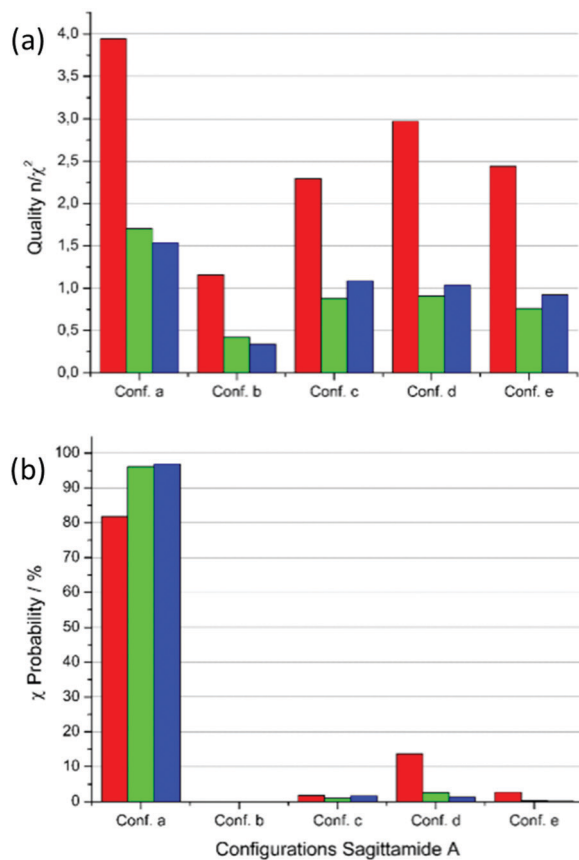 (a)
Quality n/χ²
4,0
3,5
3,0
2,5
2,0
1,5
1,0
0,5
0,0
Conf. a Conf. b Conf. c Conf. d Conf. e
(b)
χ Probability / %
100
90
80
70
60
50
40
30
20
10
0
Conf. a Conf. b Conf. c Conf. d Conf. e
Configurations Sagittamide A